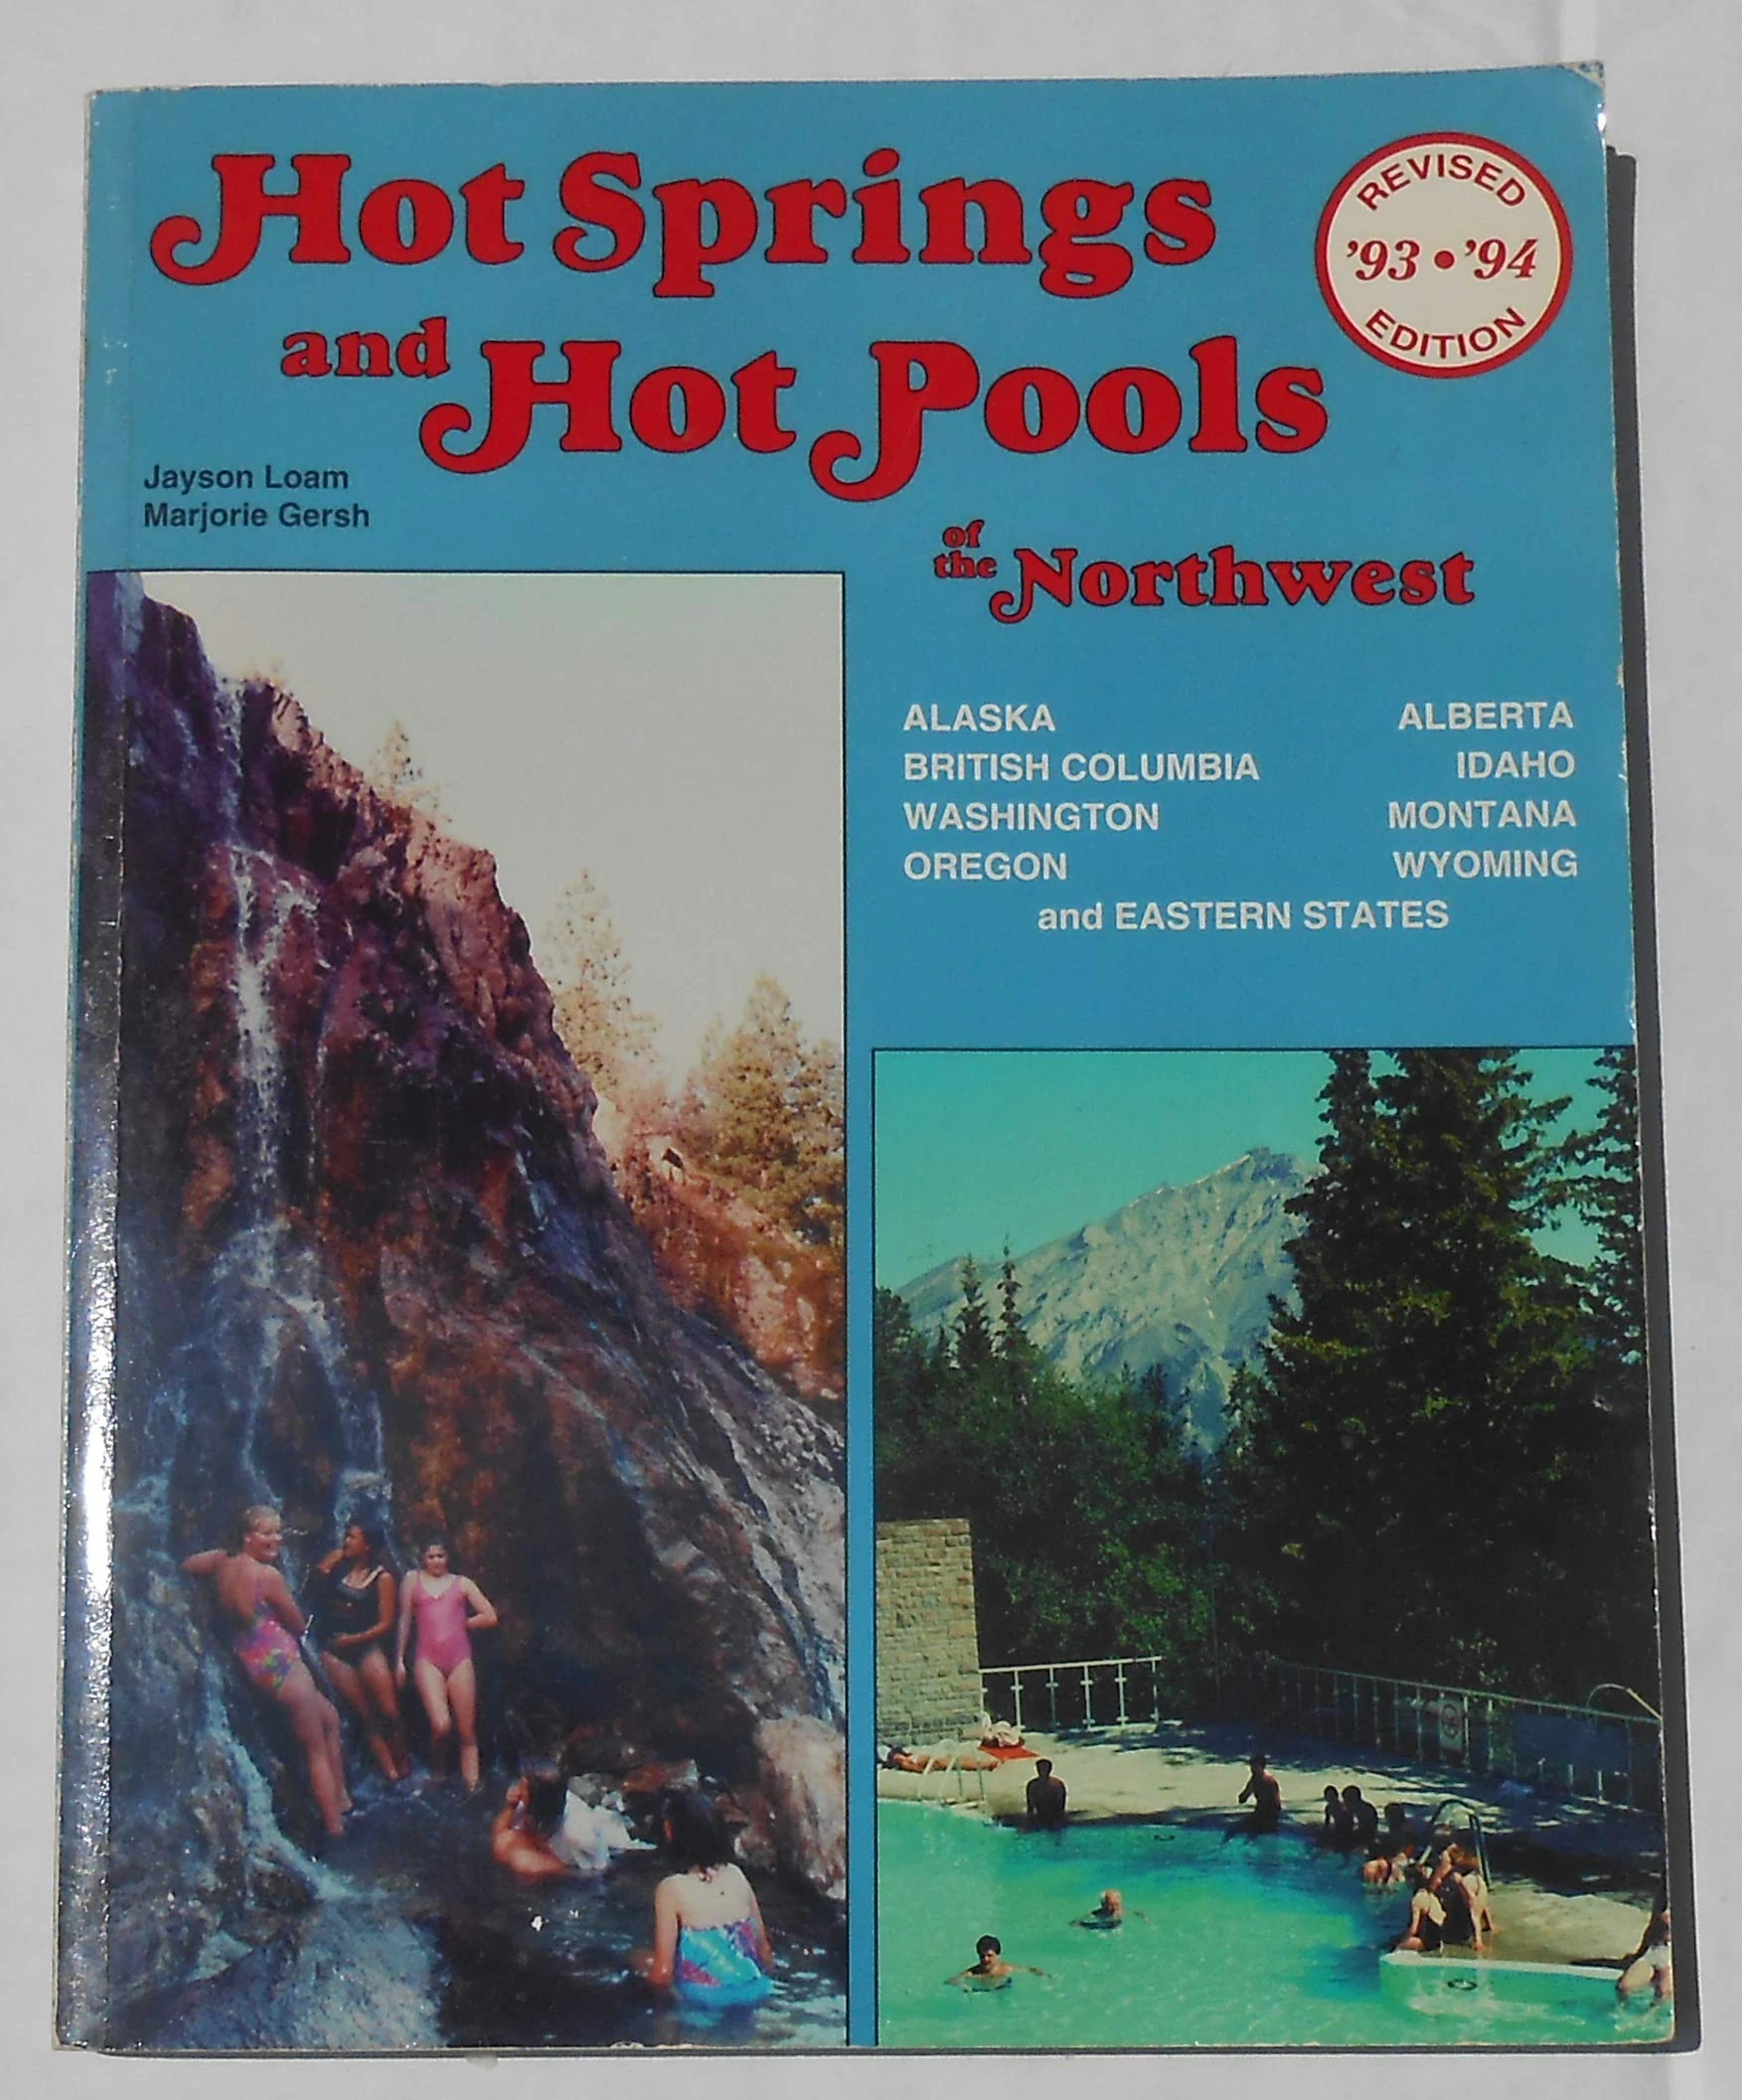 Hot Springs
and Hot Pools
of
the Northwest
REVISED
'93 • '94
EDITION
Jayson Loam
Marjorie Gersh
ALASKA
BRITISH COLUMBIA
WASHINGTON
OREGON
ALBERTA
IDAHO
MONTANA
WYOMING
and EASTERN STATES